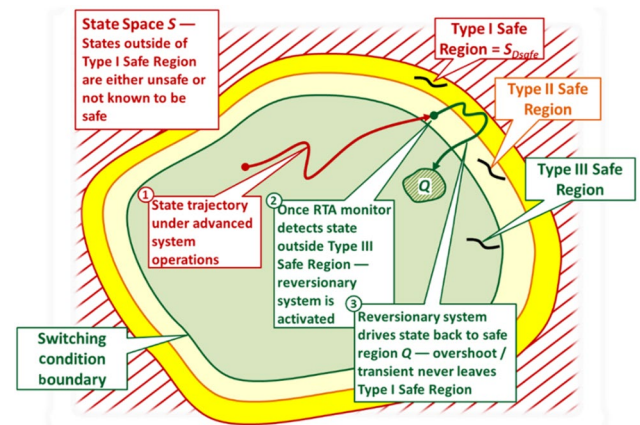 State Space S —
States outside of
Type I Safe Region
are either unsafe or
not known to be
safe
Type I Safe
Region = S_Dsafe
Type II Safe
Region
Type III Safe
Region
Q
1
State trajectory
under advanced
system
operations
2
Once RTA monitor
detects state
outside Type III
Safe Region —
reversionary
system is
activated
3
Reversionary system
drives state back to safe
region Q — overshoot /
transient never leaves
Type I Safe Region
Switching
condition
boundary